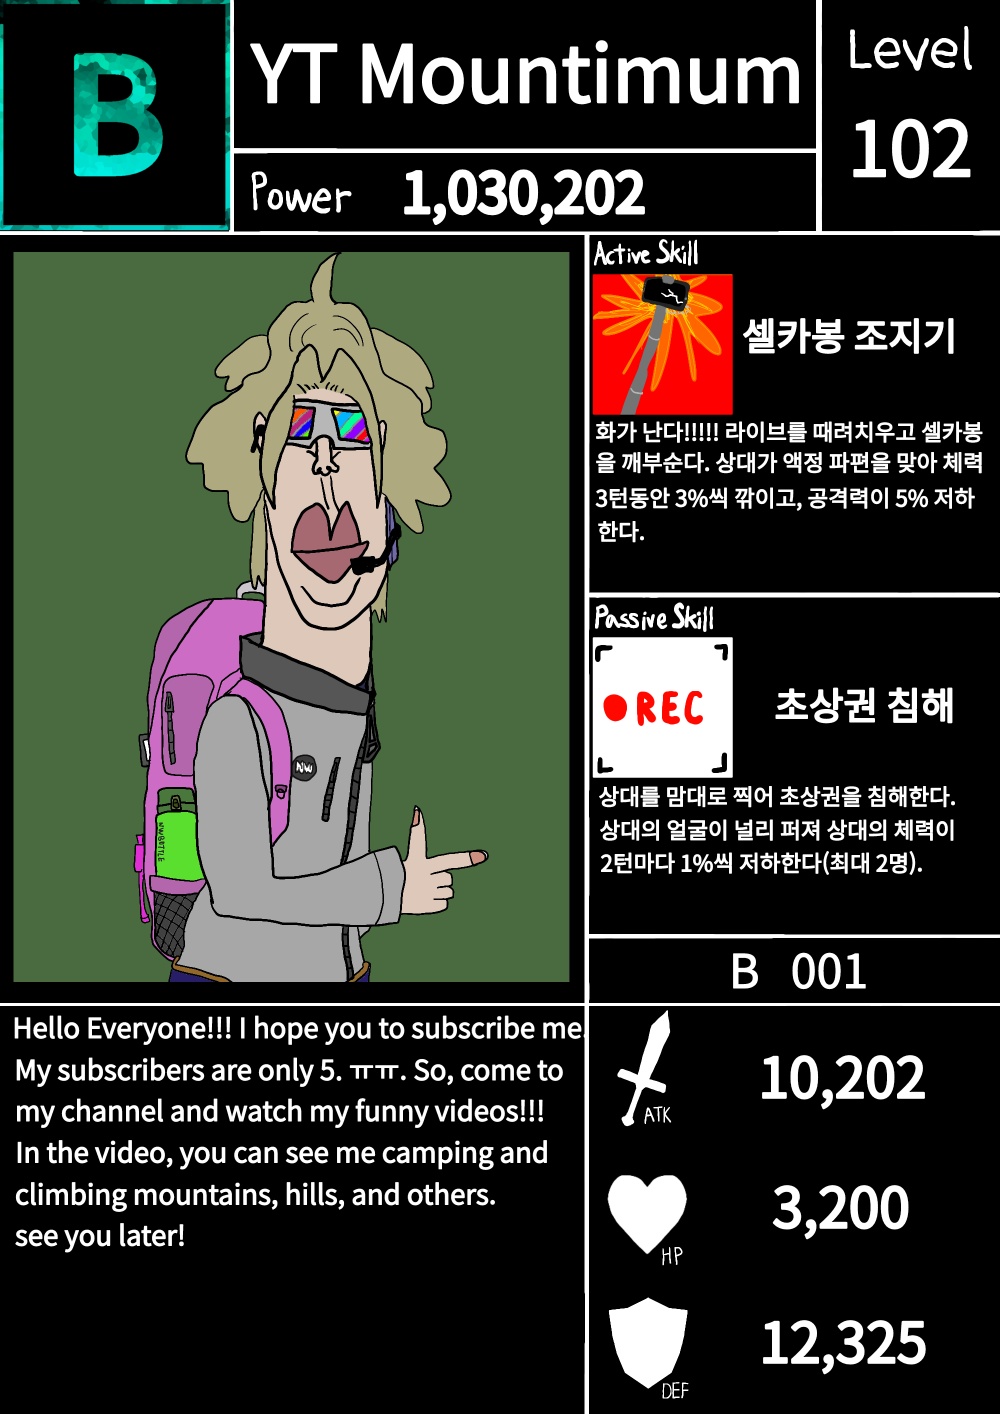 B
YT Mountimum
Level
102
Power 1,030,202
Active Skill
셀카봉 조지기
화가 난다!!!!! 라이브를 때려치우고 셀카봉
을 깨부순다. 상대가 액정 파편을 맞아 체력
3턴동안 3%씩 깎이고, 공격력이 5% 저하
한다.
Passive Skill
REC
초상권 침해
상대를 맘대로 찍어 초상권을 침해한다.
상대의 얼굴이 널리 퍼져 상대의 체력이
2턴마다 1%씩 저하한다(최대 2명).
NW
B 001
Hello Everyone!!! I hope you to subscribe me.
My subscribers are only 5. ㅠㅠ. So, come to
my channel and watch my funny videos!!!
In the video, you can see me camping and
climbing mountains, hills, and others.
see you later!
ATK 10,202
HP 3,200
DEF 12,325